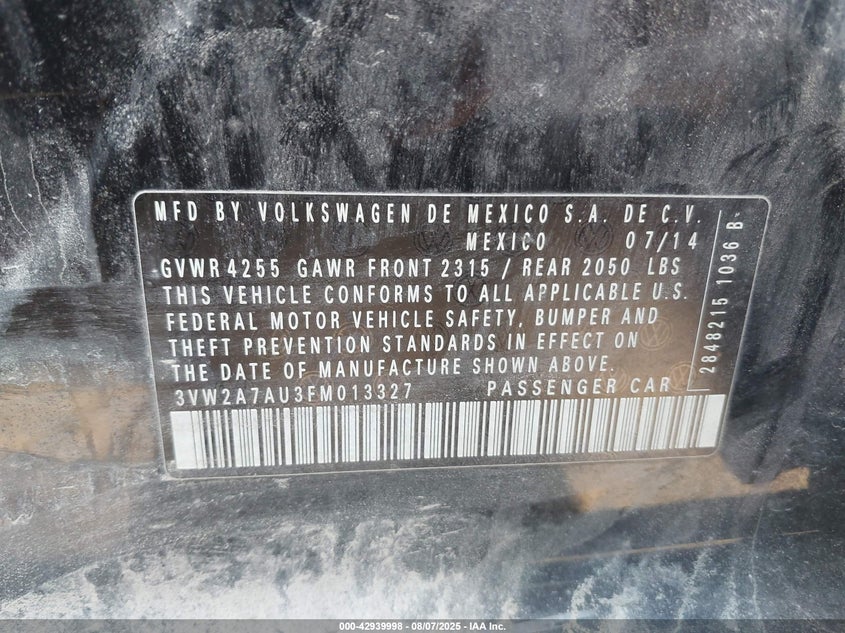 MFD BY VOLKSWAGEN DE MEXICO S.A. DE C.V.
MEXICO 07/14
GVWR 4255 GAWR FRONT 2315 / REAR 2050 LBS
THIS VEHICLE CONFORMS TO ALL APPLICABLE U.S.
FEDERAL MOTOR VEHICLE SAFETY, BUMPER AND
THEFT PREVENTION STANDARDS IN EFFECT ON
THE DATE OF MANUFACTURE SHOWN ABOVE.
3VW2A7AU3FM013327 PASSENGER CAR
2848215 1036 B
000-42939998 - 08/07/2025 - IAA Inc.